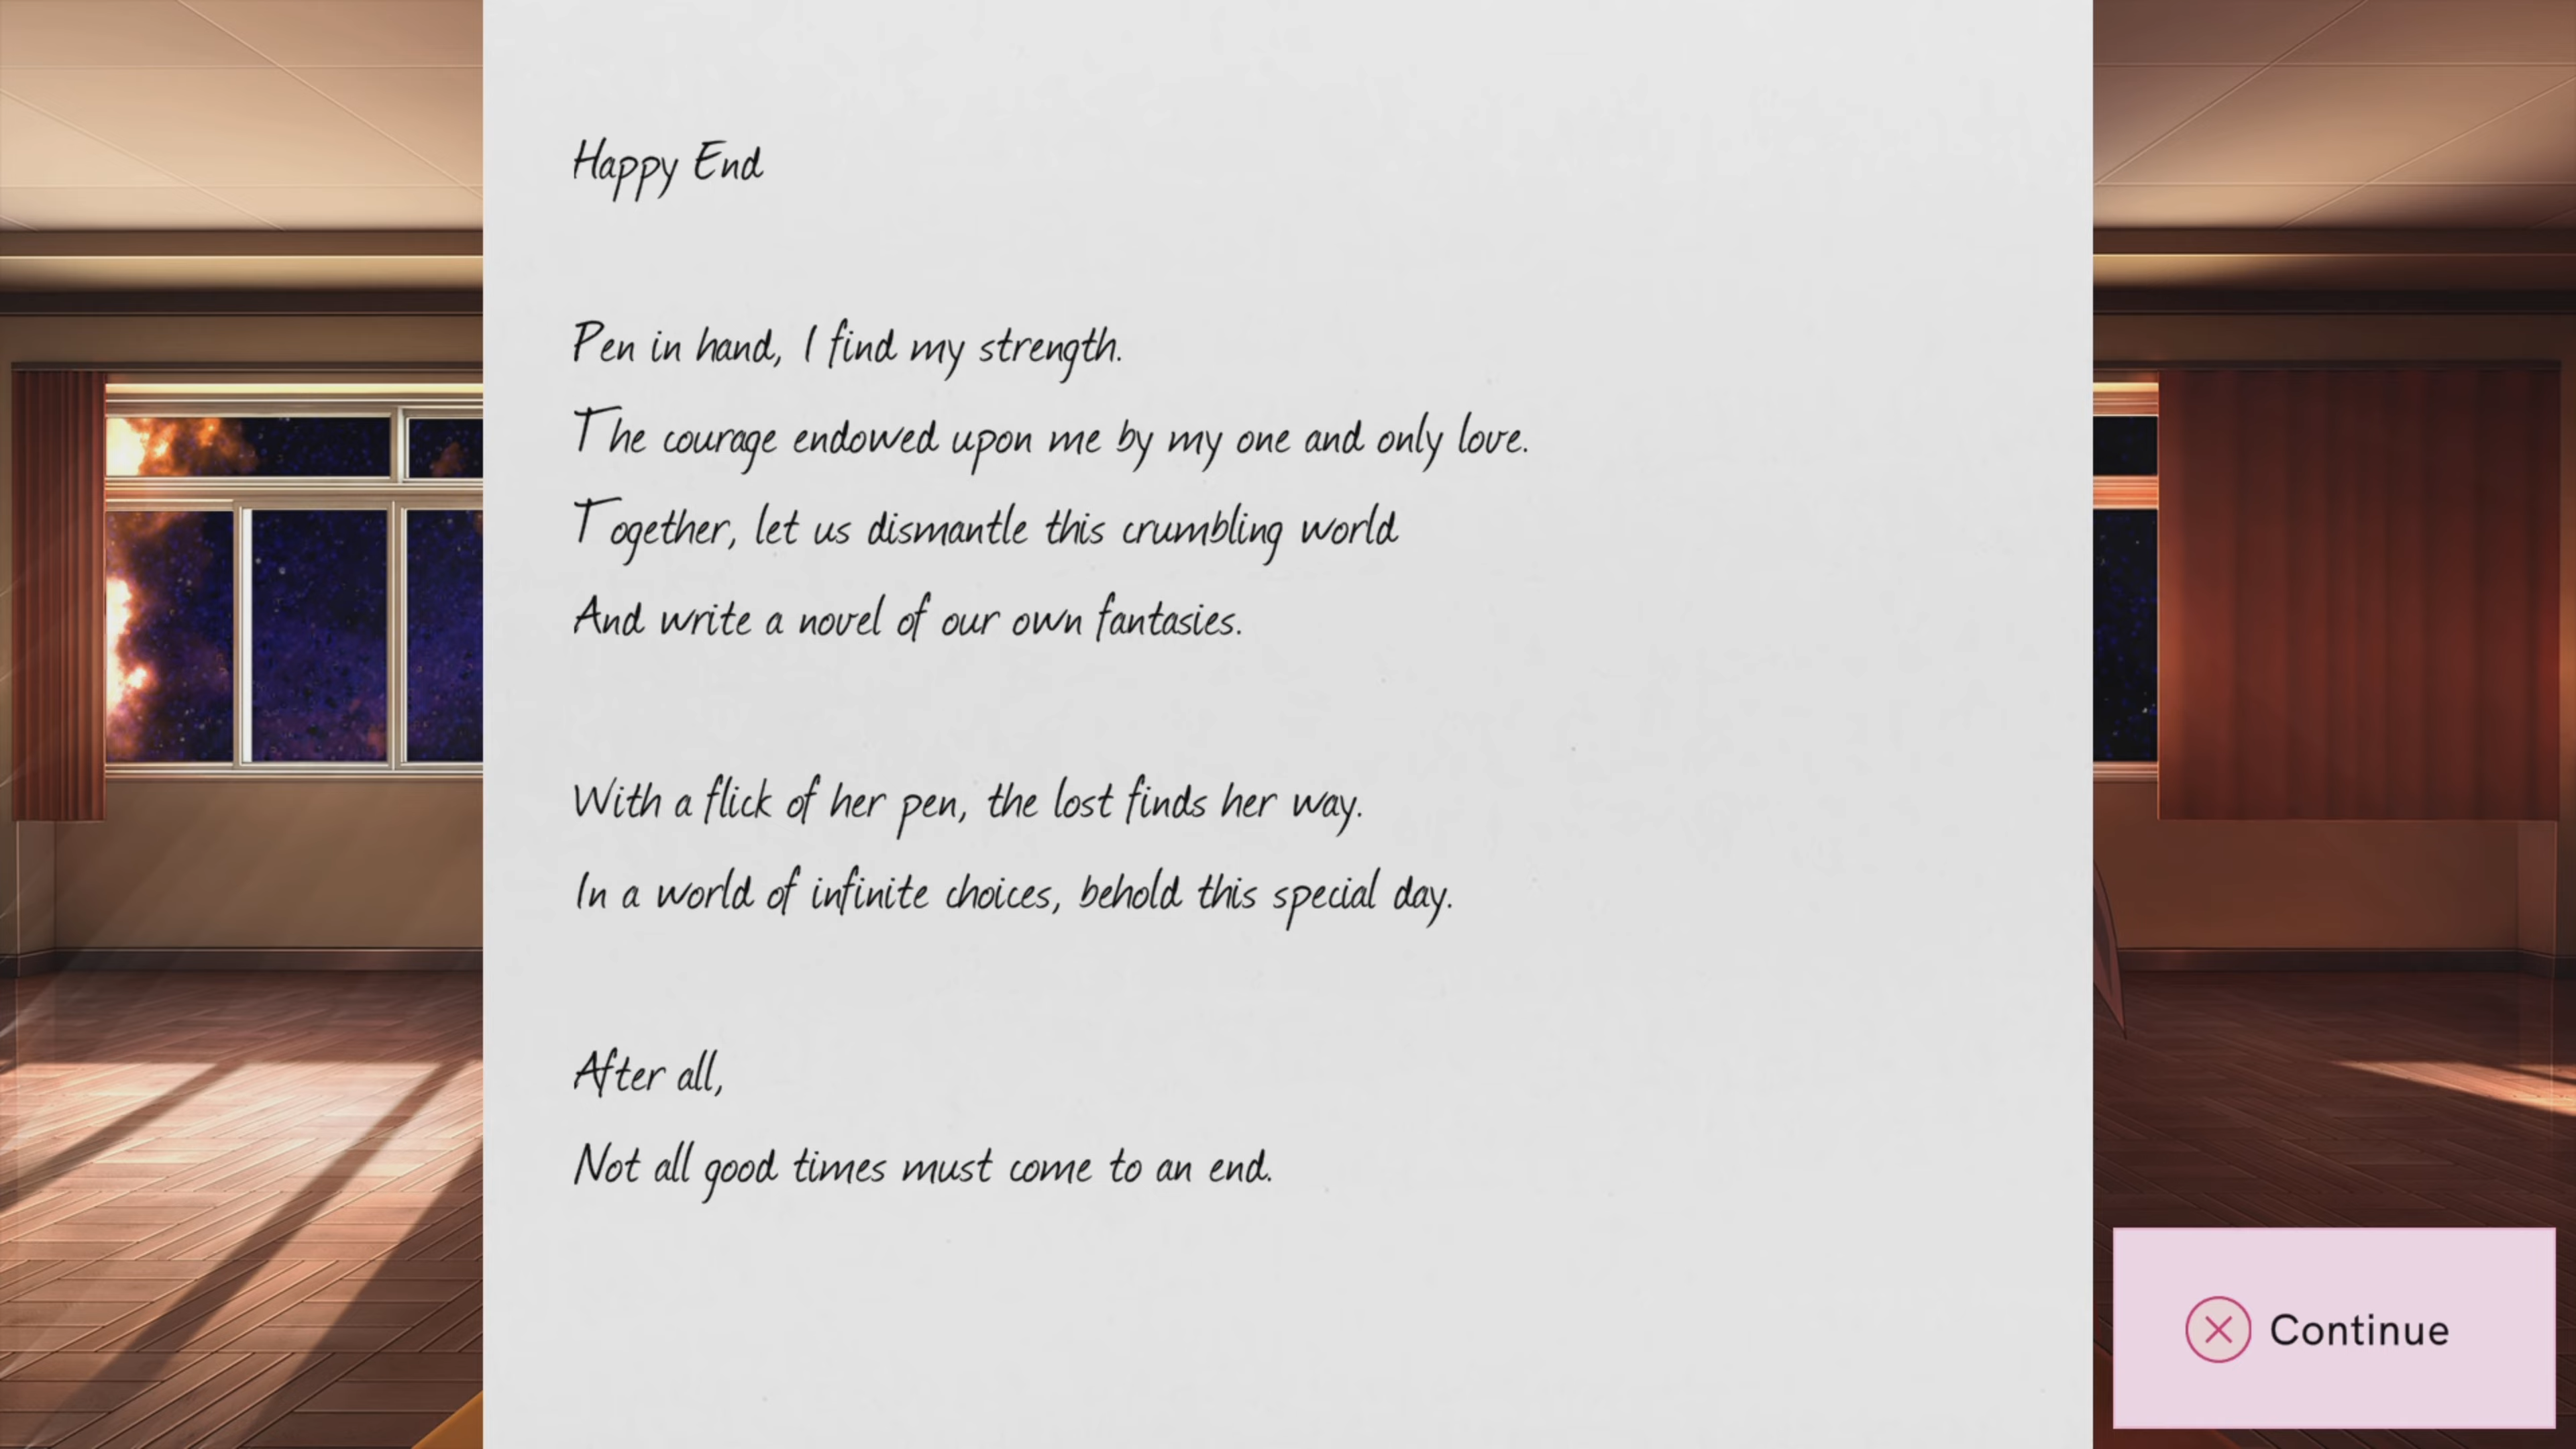 Happy End
Pen in hand, I find my strength.
The courage endowed upon me by my one and only love.
Together, let us dismantle this crumbling world
And write a novel of our own fantasies.
With a flick of her pen, the lost finds her way.
In a world of infinite choices, behold this special day.
After all,
Not all good times must come to an end.
Continue